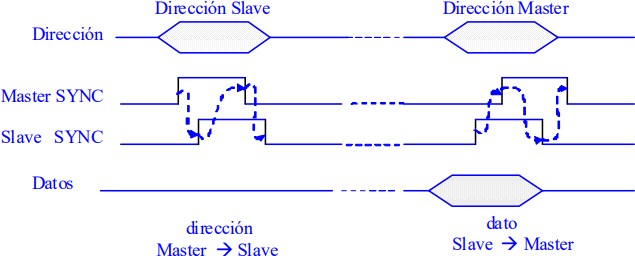 Dirección Slave
Dirección Master
Dirección
Master SYNC
Slave SYNC
Datos
dirección
Master → Slave
dato
Slave → Master